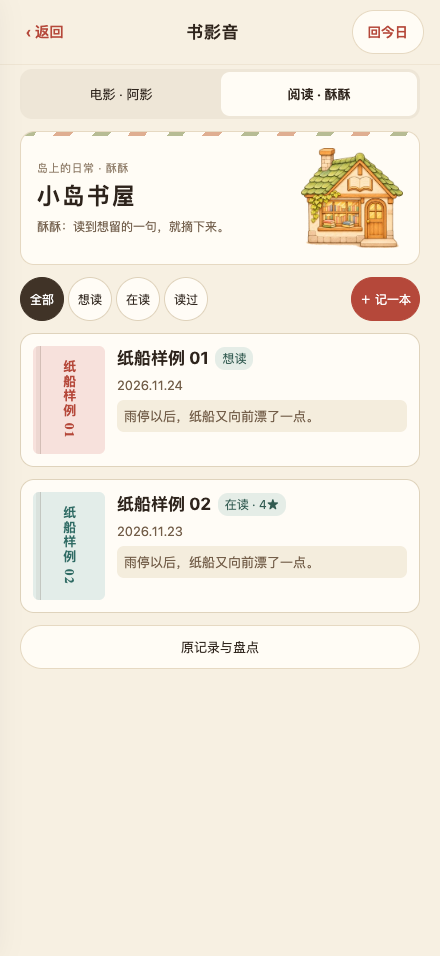 ‹ 返回
书影音
回今日
电影 · 阿影
阅读 · 酥酥
岛上的日常 · 酥酥
小岛书屋
酥酥：读到想留的一句，就摘下来。
全部
想读
在读
读过
+ 记一本
纸船样例 01
纸船样例 01 想读
2026.11.24
雨停以后，纸船又向前漂了一点。
纸船样例 02
纸船样例 02 在读 · 4★
2026.11.23
雨停以后，纸船又向前漂了一点。
原记录与盘点